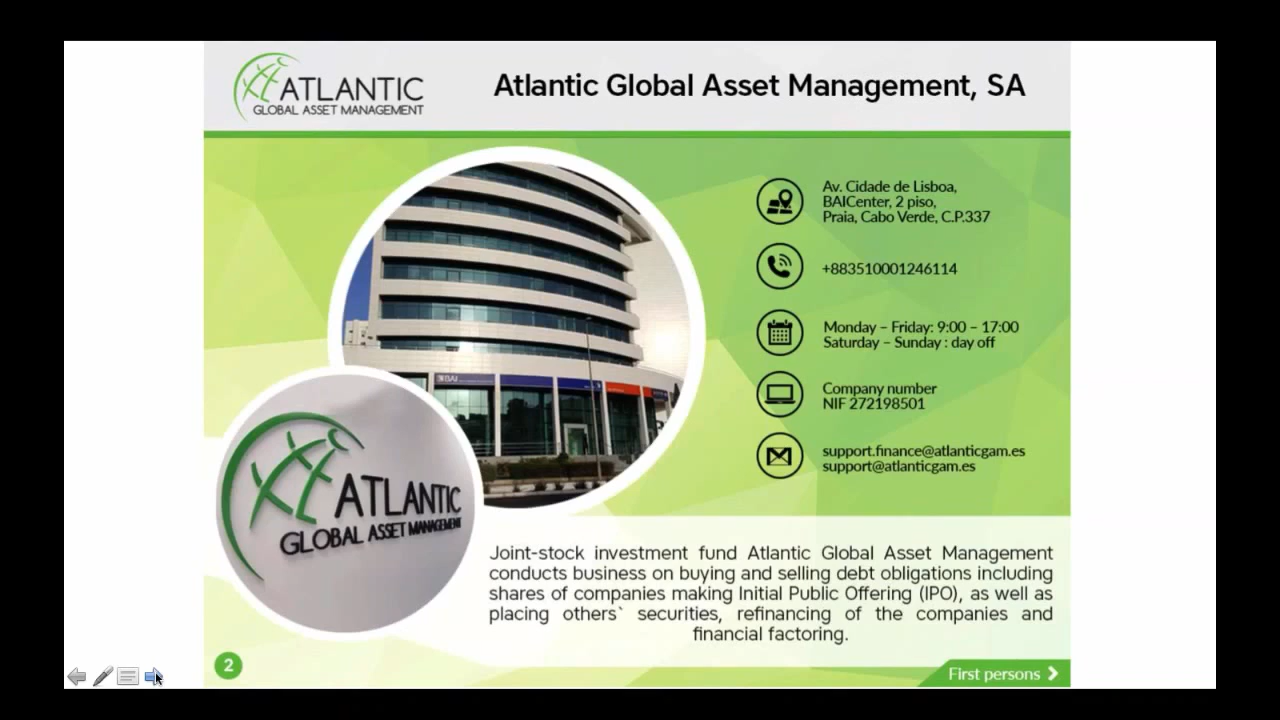 ATLANTIC
GLOBAL ASSET MANAGEMENT
Atlantic Global Asset Management, SA
Av. Cidade de Lisboa,
BAICenter, 2 piso,
Praia, Cabo Verde, C.P.337
+883510001246114
Monday – Friday: 9:00 – 17:00
Saturday – Sunday : day off
Company number
NIF 272198501
support.finance@atlanticgam.es
support@atlanticgam.es
BAI
ATLANTIC
GLOBAL ASSET MANAGEMENT
Joint-stock investment fund Atlantic Global Asset Management
conducts business on buying and selling debt obligations including
shares of companies making Initial Public Offering (IPO), as well as
placing others` securities, refinancing of the companies and
financial factoring.
2
First persons